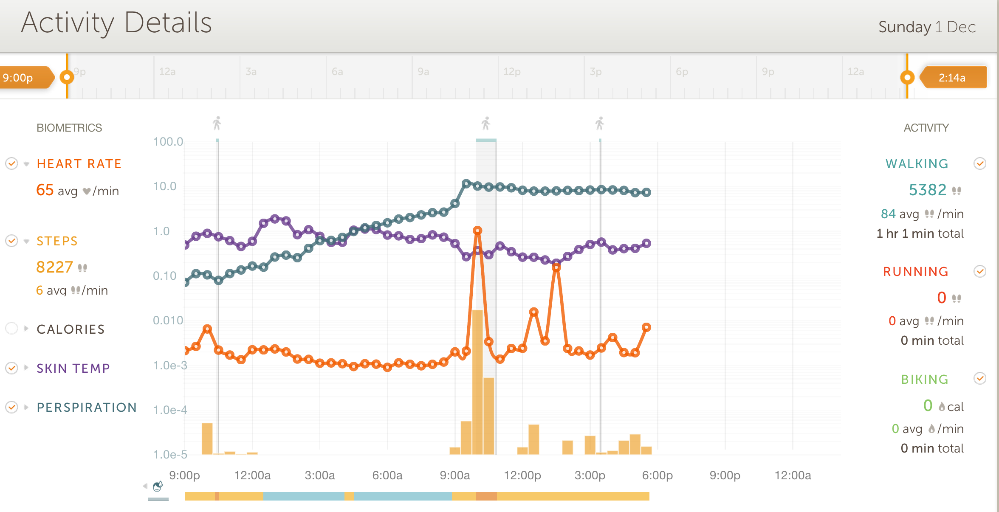 Activity Details
Sunday 1 Dec
9:00p
9p 12a 3a 6a 9a 12p 3p 6p 9p 12a
2:14a
BIOMETRICS
HEART RATE
65 avg /min
STEPS
8227
6 avg /min
CALORIES
SKIN TEMP
PERSPIRATION
100.0
10.0
1.0
0.10
0.010
1.0e-3
1.0e-4
1.0e-5
9:00p 12:00a 3:00a 6:00a 9:00a 12:00p 3:00p 6:00p 9:00p 12:00a
ACTIVITY
WALKING
5382
84 avg /min
1 hr 1 min total
RUNNING
0
0 avg /min
0 min total
BIKING
0 cal
0 avg /min
0 min total